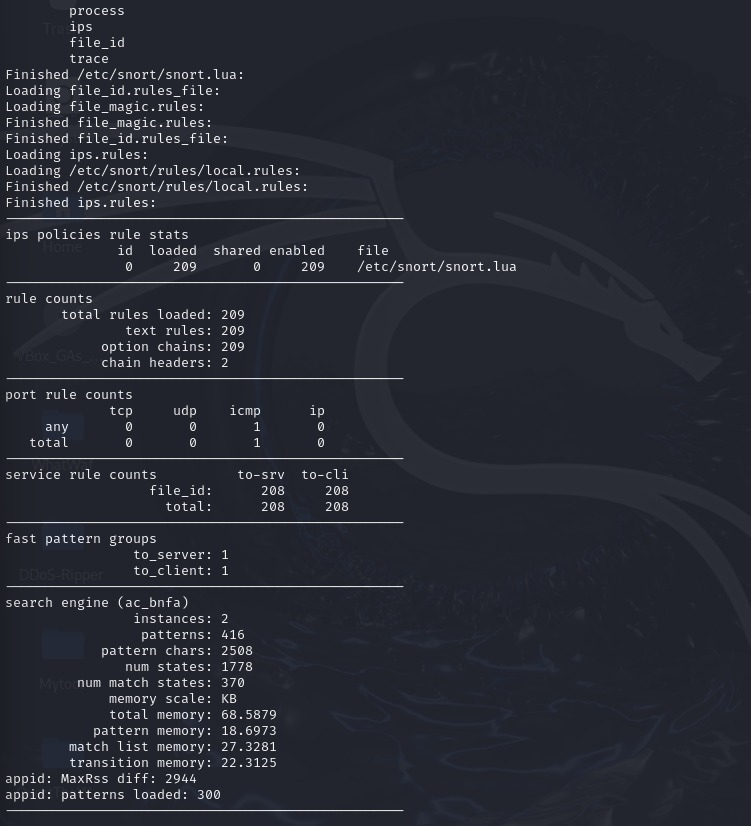 process
        ips
        file_id
        trace
Finished /etc/snort/snort.lua:
Loading file_id.rules_file:
Loading file_magic.rules:
Finished file_magic.rules:
Finished file_id.rules_file:
Loading ips.rules:
Loading /etc/snort/rules/local.rules:
Finished /etc/snort/rules/local.rules:
Finished ips.rules:
ips policies rule stats
              id  loaded  shared enabled    file
               0     209       0     209    /etc/snort/snort.lua
rule counts
       total rules loaded: 209
               text rules: 209
            option chains: 209
            chain headers: 2
port rule counts
             tcp     udp    icmp      ip
     any       0       0       1       0
   total       0       0       1       0
service rule counts          to-srv  to-cli
                  file_id:      208     208
                    total:      208     208
fast pattern groups
                to_server: 1
                to_client: 1
search engine (ac_bnfa)
                instances: 2
                 patterns: 416
            pattern chars: 2508
               num states: 1778
         num match states: 370
             memory scale: KB
             total memory: 68.5879
           pattern memory: 18.6973
        match list memory: 27.3281
        transition memory: 22.3125
appid: MaxRss diff: 2944
appid: patterns loaded: 300
Home
VBox_GAs_
DDoS-Ripper